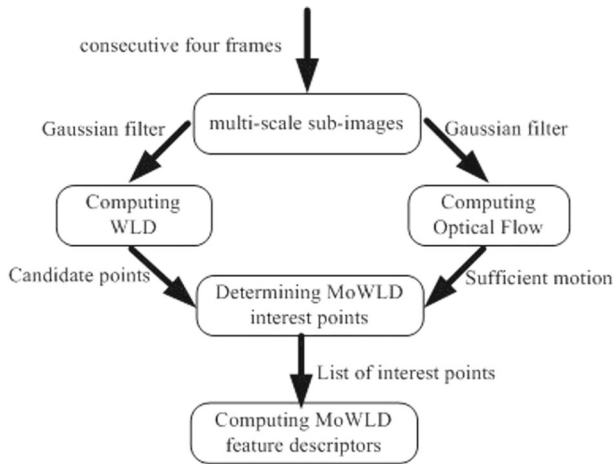 consecutive four frames
multi-scale sub-images
Gaussian filter
Gaussian filter
Computing
WLD
Computing
Optical Flow
Candidate points
Sufficient motion
Determining MoWLD
interest points
List of interest points
Computing MoWLD
feature descriptors